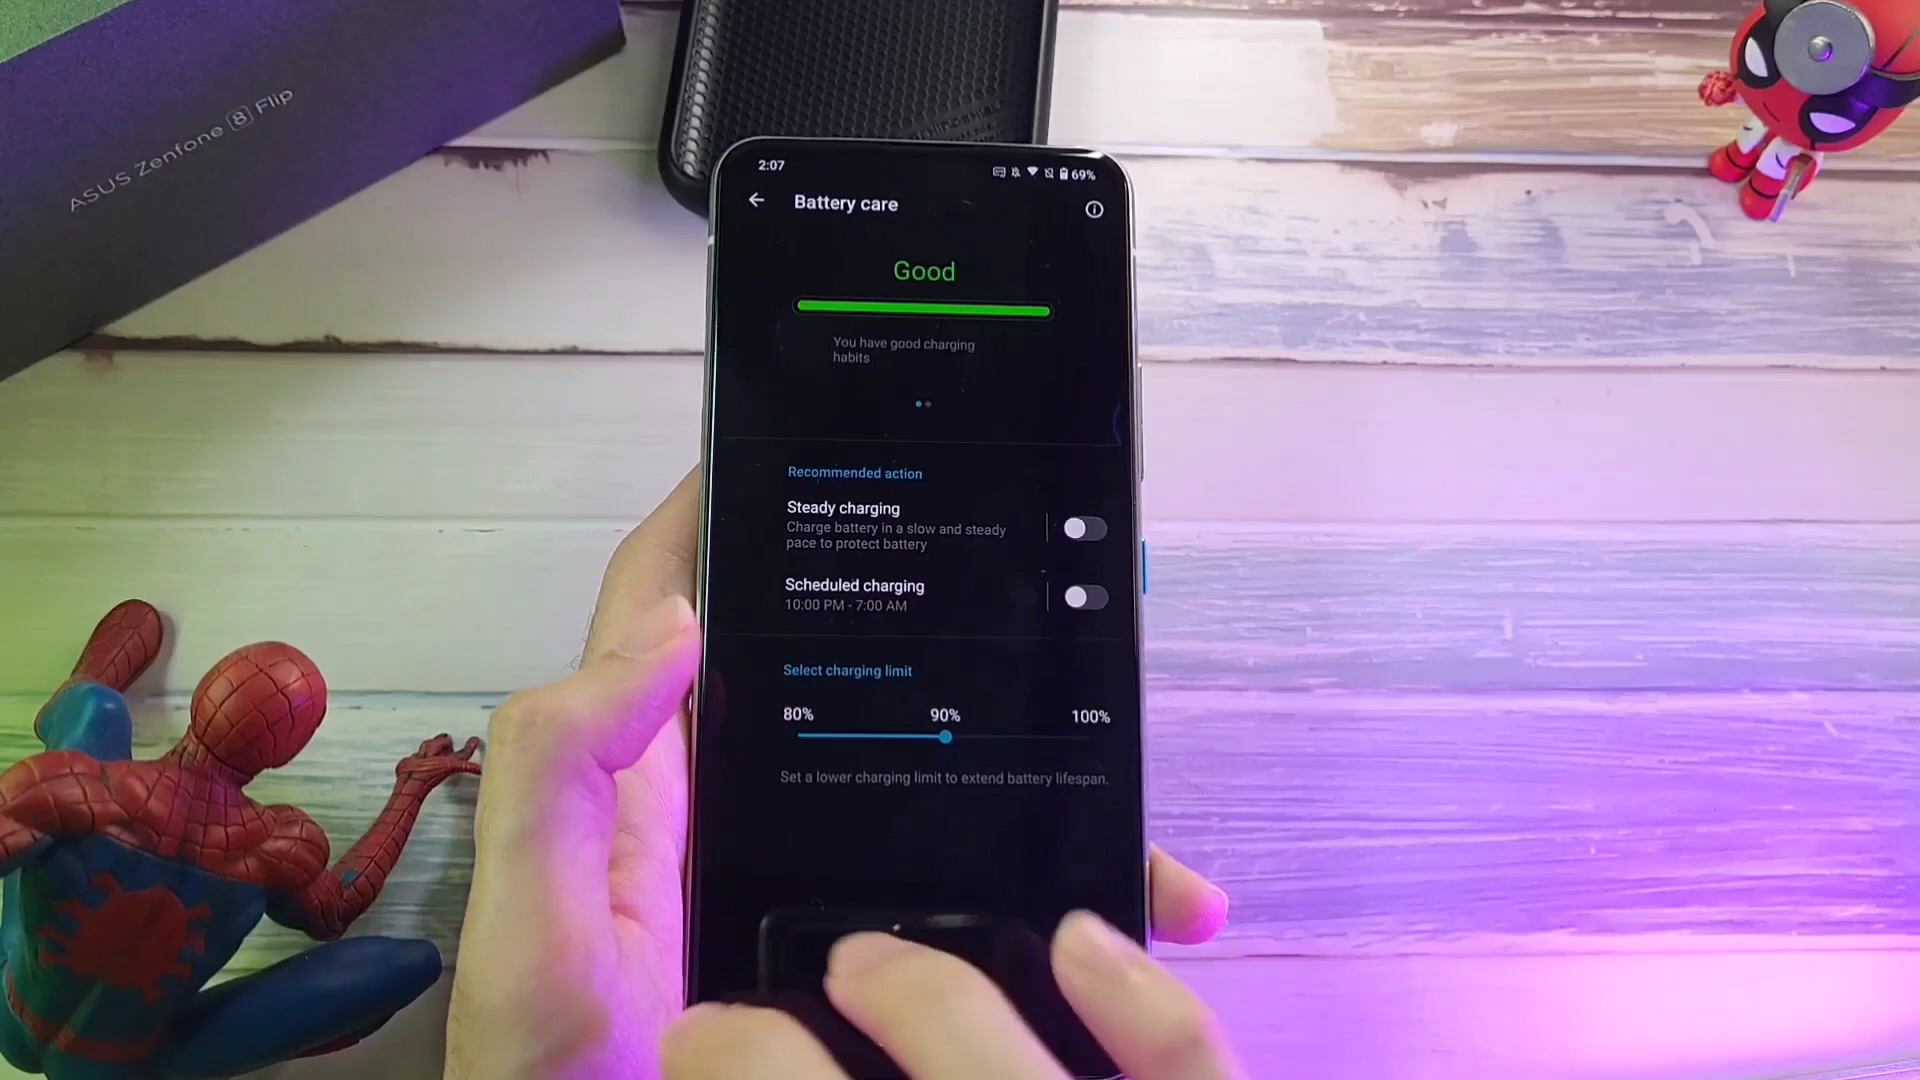 ASUS Zenfone 8 Flip
2:07
69%
Battery care
Good
You have good charging
habits
Recommended action
Steady charging
Charge battery in a slow and steady
pace to protect battery
Scheduled charging
10:00 PM - 7:00 AM
Select charging limit
80% 90% 100%
Set a lower charging limit to extend battery lifespan.